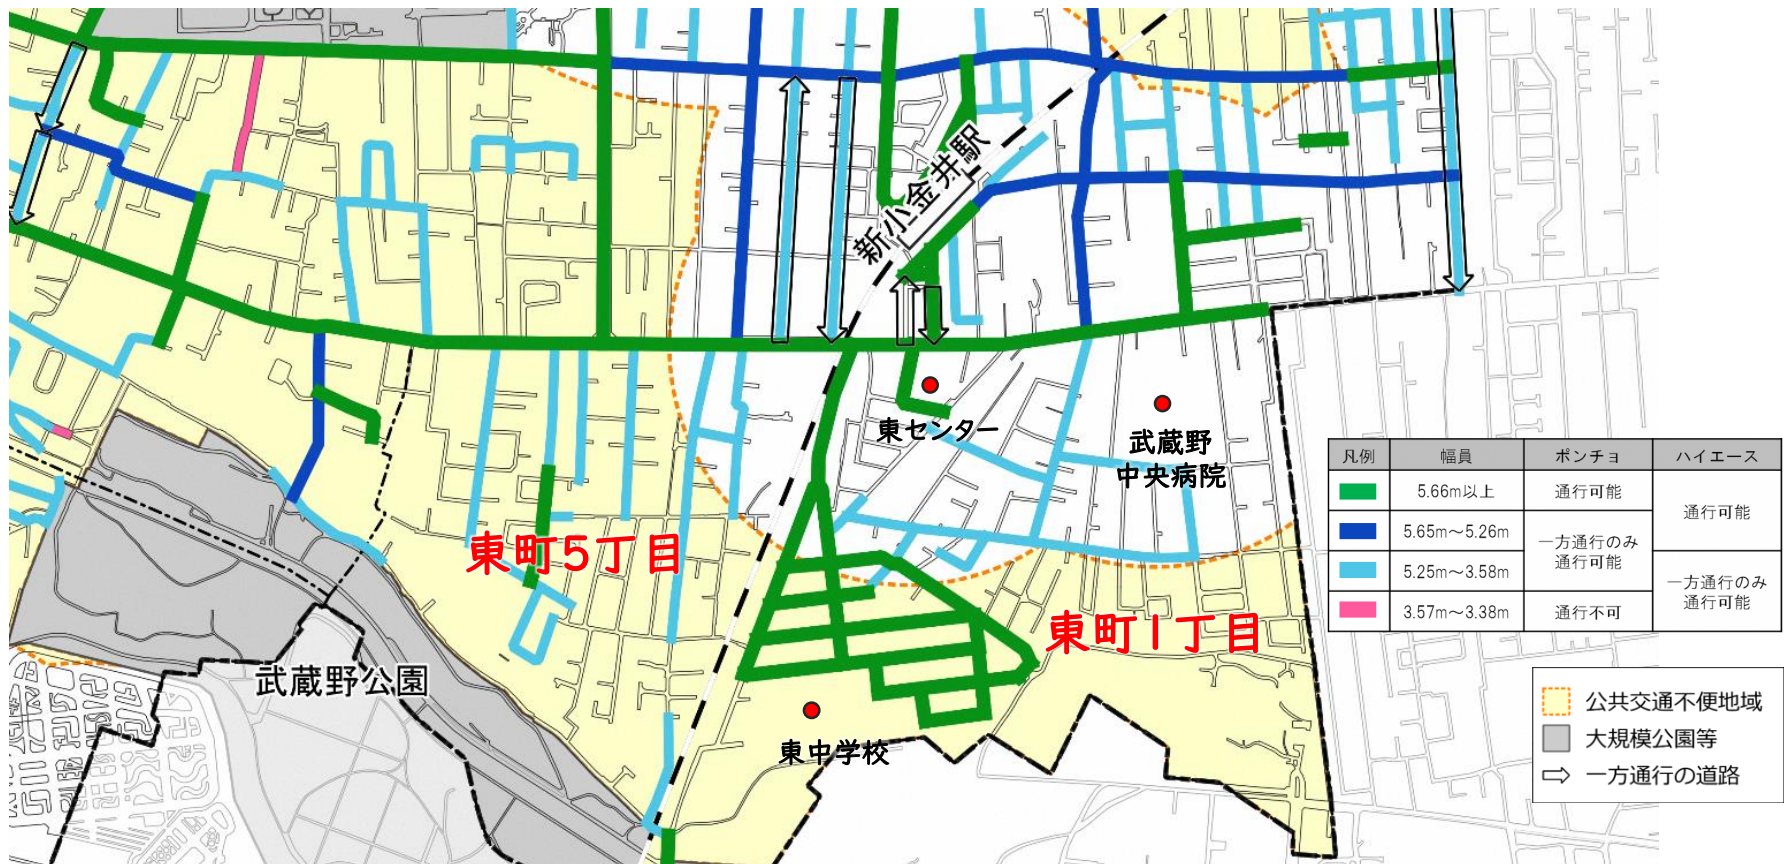 新小金井駅
東センター
武蔵野
中央病院
東町5丁目
東町1丁目
武蔵野公園
東中学校
凡例 幅員 ポンチョ ハイエース
5.66m以上 通行可能 通行可能
5.65m～5.26m 一方通行のみ
通行可能
5.25m～3.58m 一方通行のみ
通行可能
3.57m～3.38m 通行不可
公共交通不便地域
大規模公園等
一方通行の道路